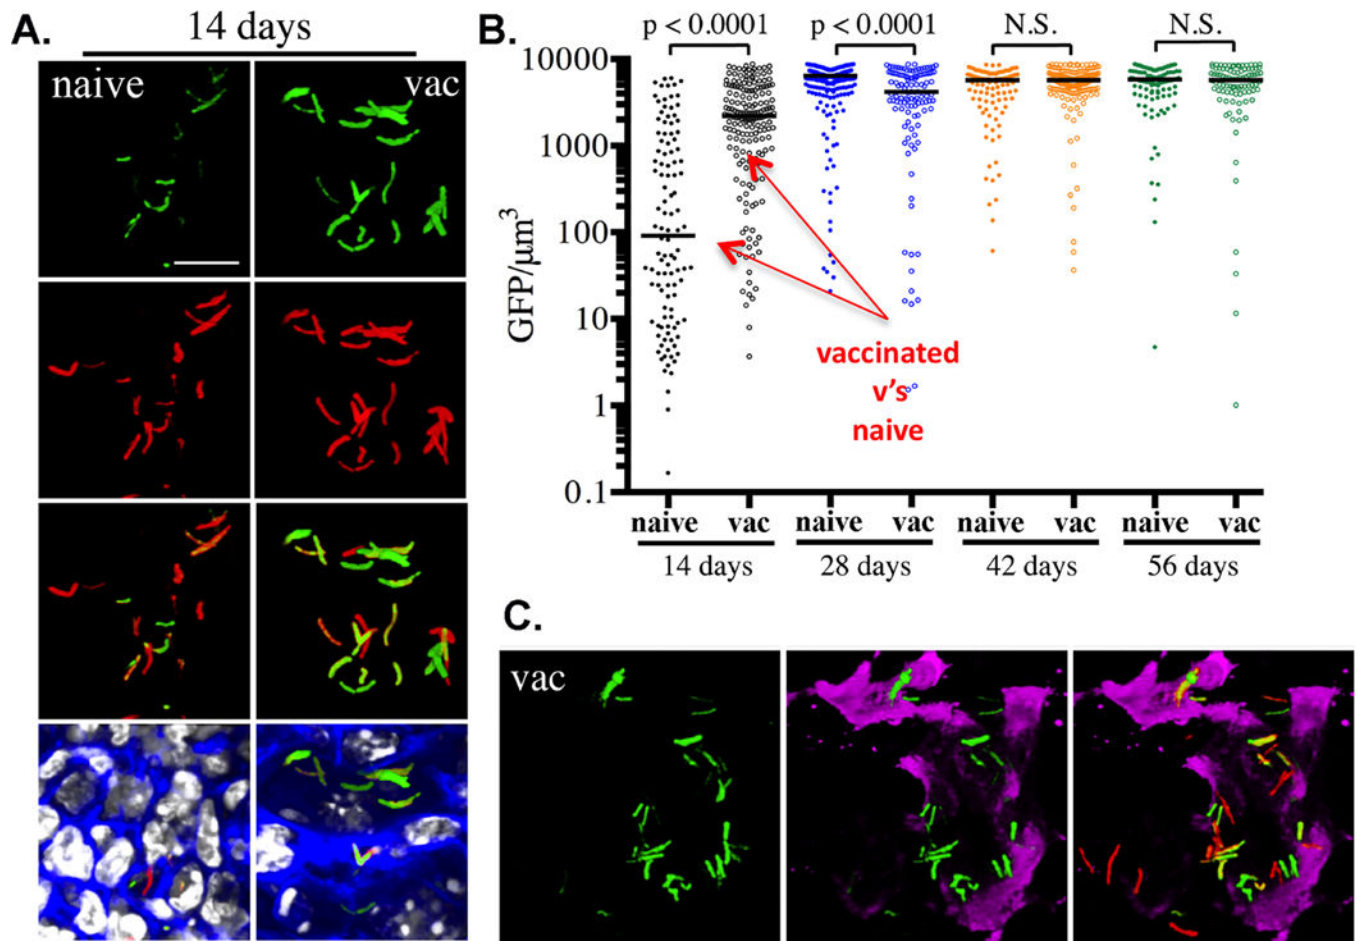 A.
14 days
naive
vac
B.
p < 0.0001
p < 0.0001
N.S.
N.S.
10000
1000
100
10
1
0.1
GFP/μm³
vaccinated
v's
naive
naive vac naive vac naive vac naive vac
14 days 28 days 42 days 56 days
C.
vac